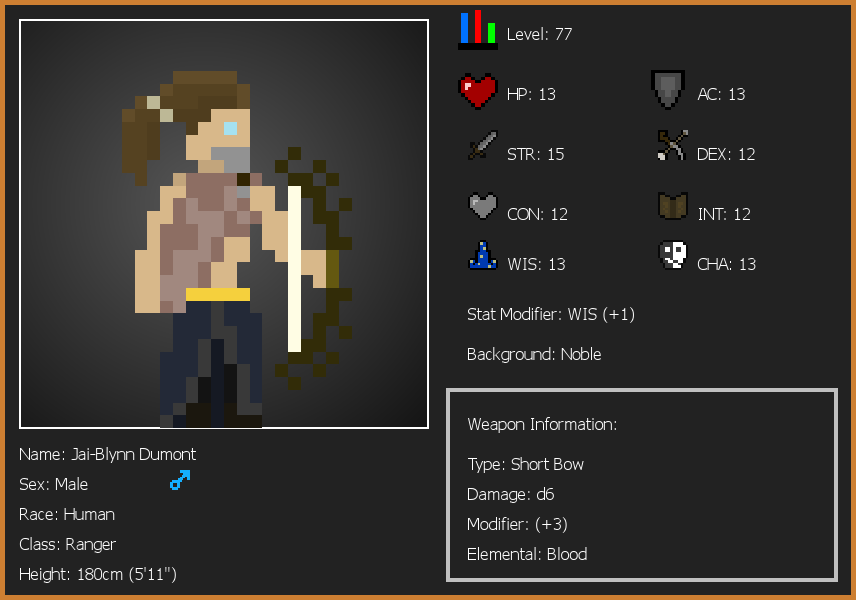 Level: 77
HP: 13
AC: 13
STR: 15
DEX: 12
CON: 12
INT: 12
WIS: 13
CHA: 13
Stat Modifier: WIS (+1)
Background: Noble
Weapon Information:
Type: Short Bow
Damage: d6
Modifier: (+3)
Elemental: Blood
Name: Jai-Blynn Dumont
Sex: Male
Race: Human
Class: Ranger
Height: 180cm (5'11")